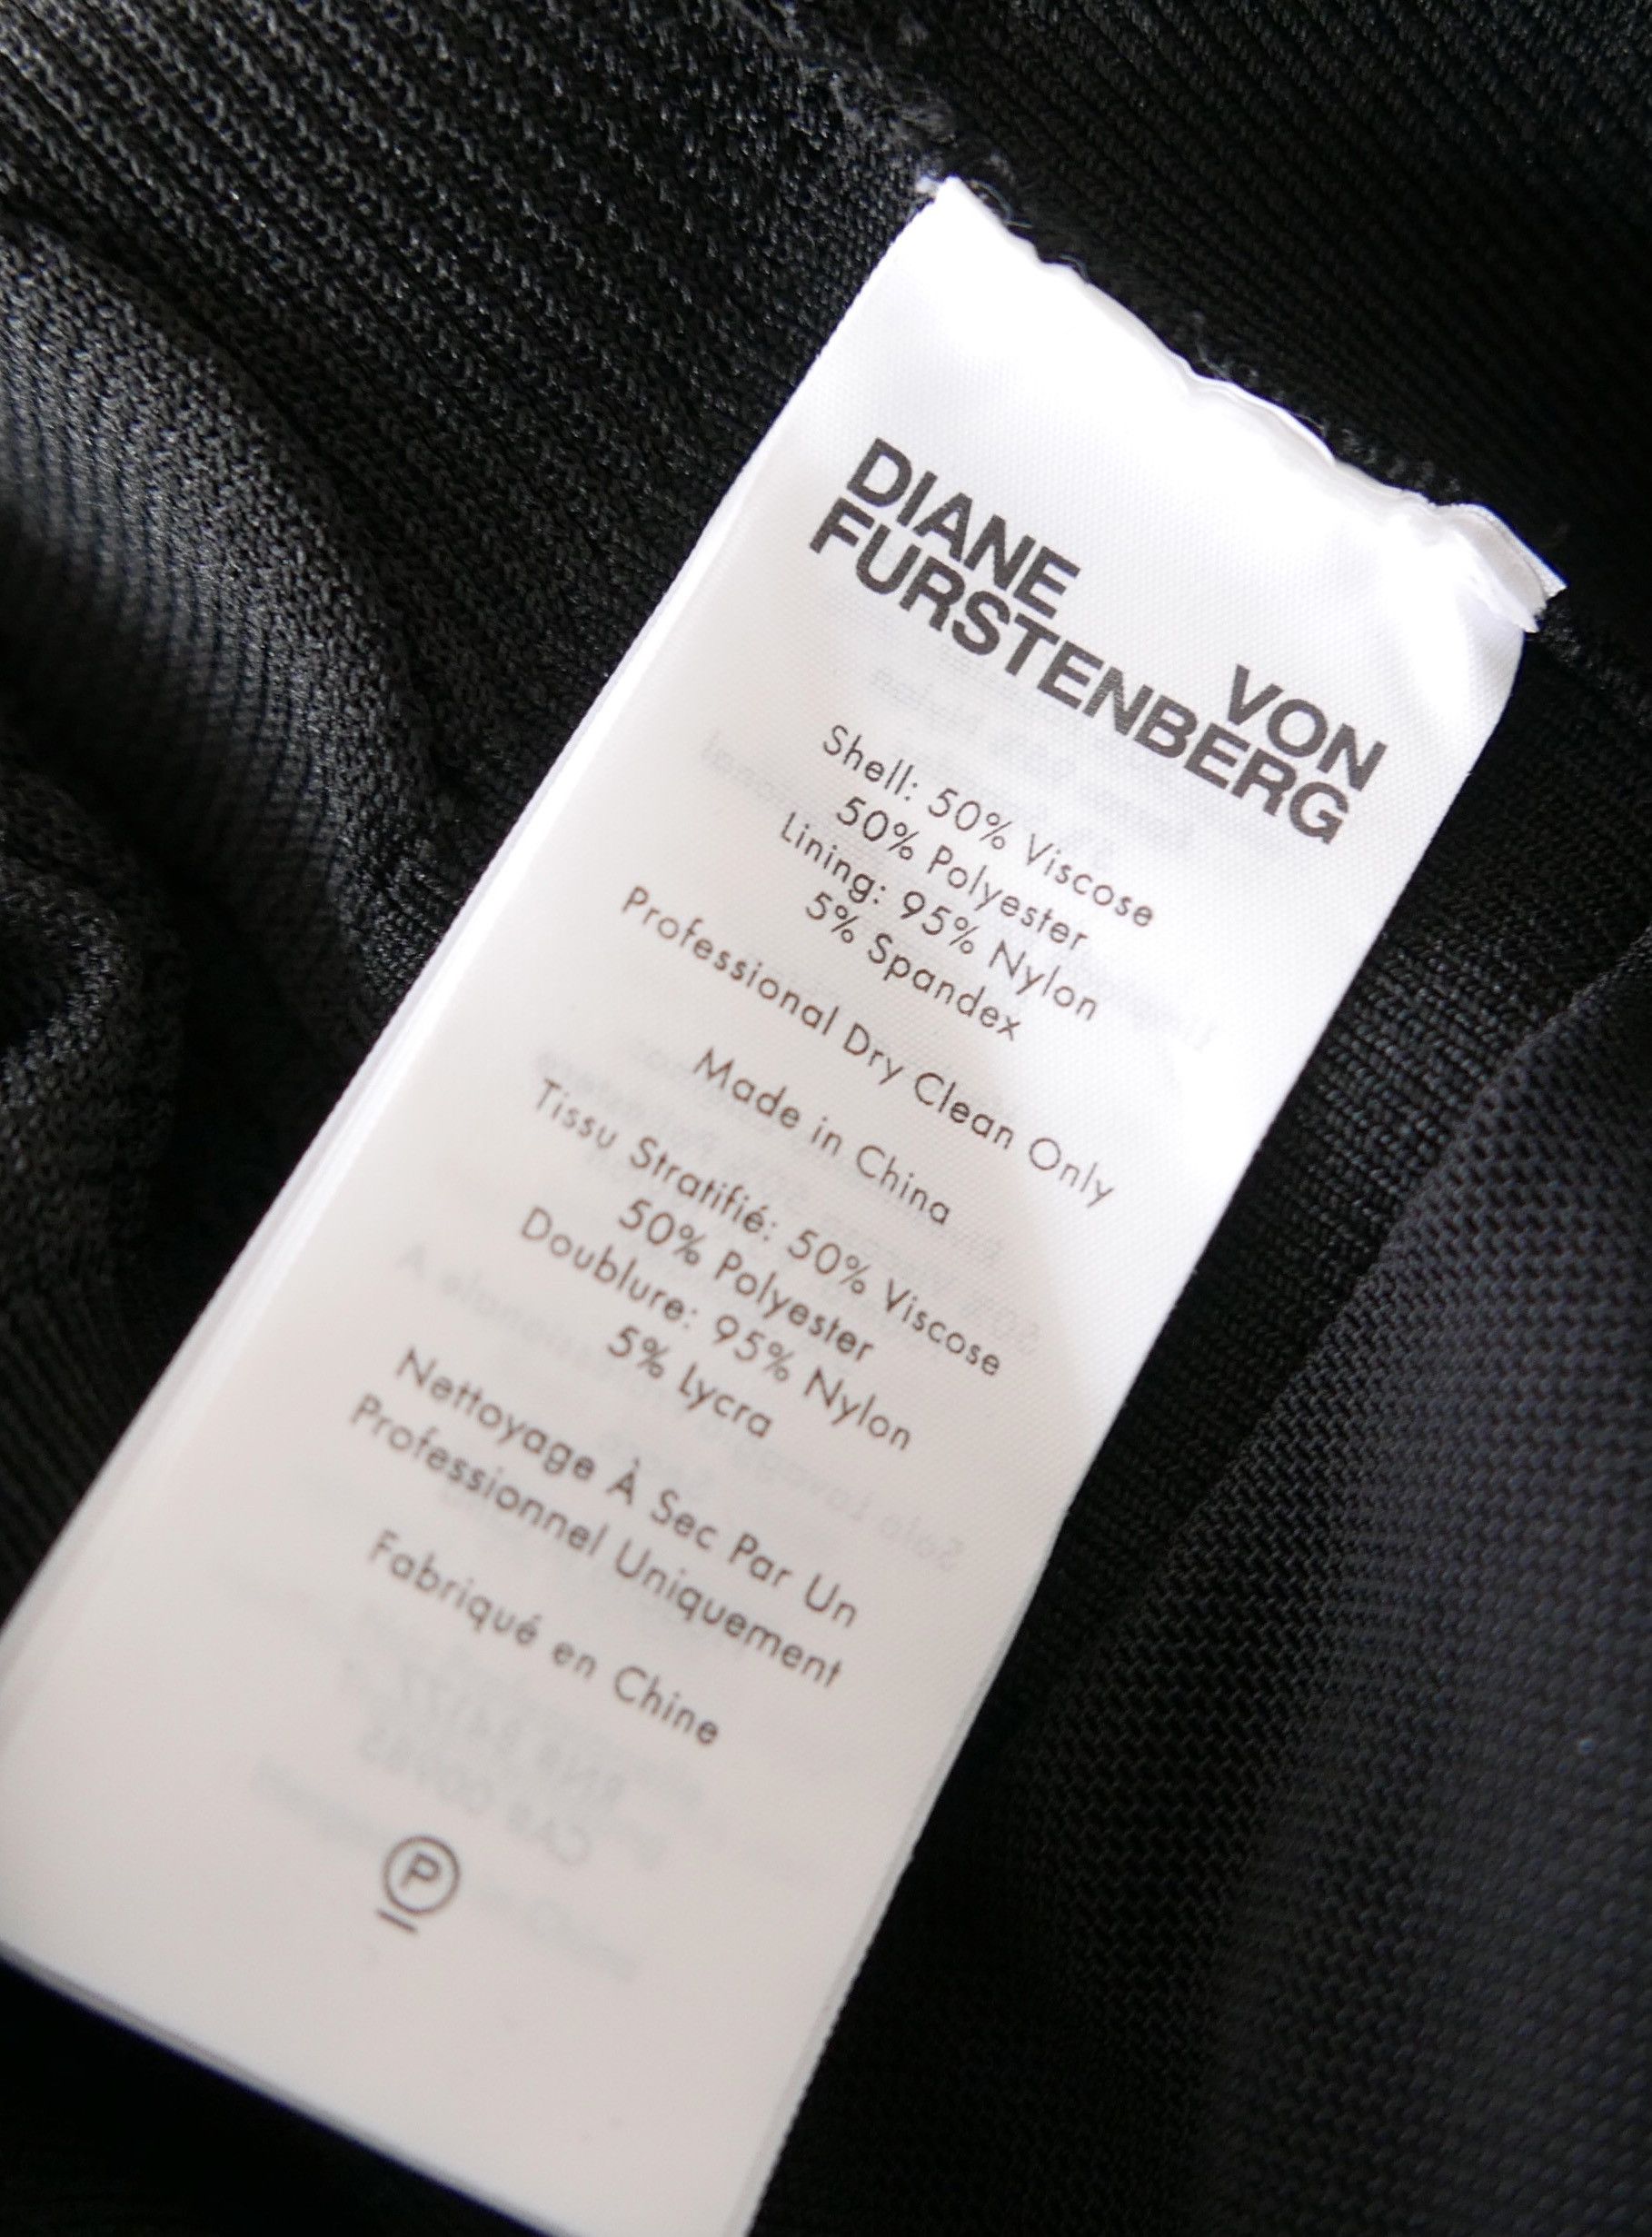 DIANE
VON
FURSTENBERG
Shell: 50% Viscose
50% Polyester
Lining: 95% Nylon
5% Spandex
Professional Dry Clean Only
Made in China
Tissu Stratifié: 50% Viscose
50% Polyester
Doublure: 95% Nylon
5% Lycra
Nettoyage À Sec Par Un
Professionnel Uniquement
Fabriqué en Chine
P